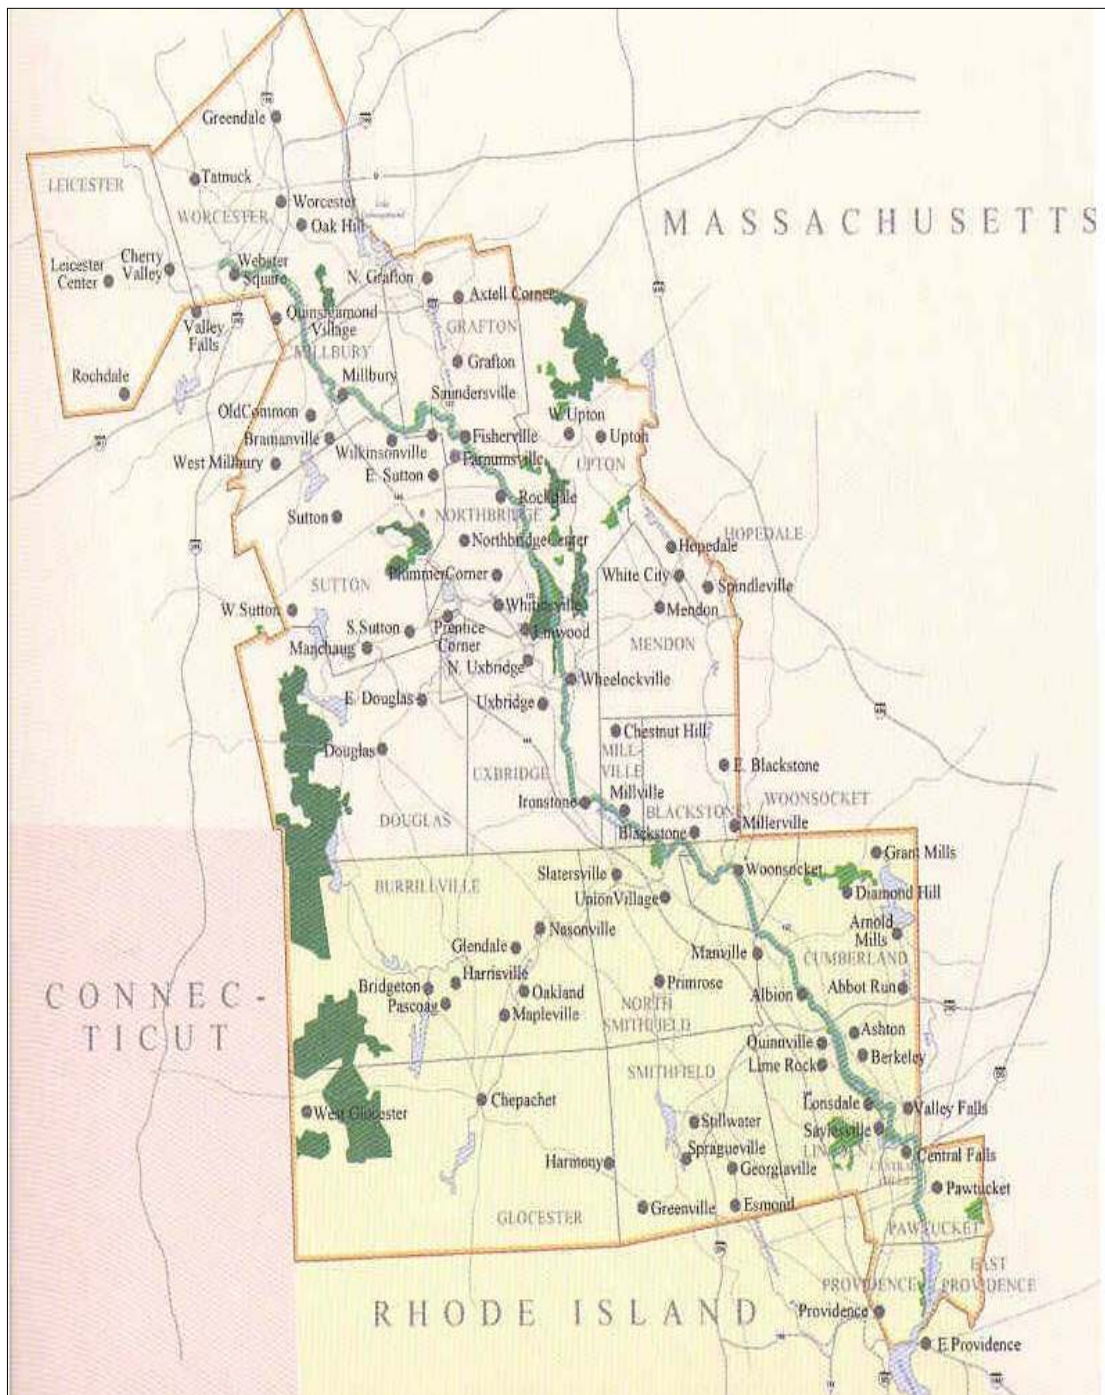 Greendale
LEICESTER
Tatnuck
WORCESTER
Worcester
Oak Hill
MASSACHUSETTS
Leicester
Center
Cherry
Valley
Webster
Square
N. Grafton
Axtell Corner
Valley
Falls
Quinsigamond
Village
GRAFTON
MILLBURY
Grafton
Rochdale
Millbury
Saundersville
Old Common
Bramanville
Wilkinsonville
Fisherville
W. Upton
Upton
West Millbury
E. Sutton
Farnumsville
UPTON
Rockdale
Sutton
NORTHBRIDGE
Northbridge Center
HOPEDALE
Hopedale
SUTTON
Plummer Corner
White City
Spindleville
W. Sutton
Whitinsville
Mendon
S. Sutton
Prentice
Corner
Linwood
MENDON
Manchaug
N. Uxbridge
Wheelockville
E. Douglas
Uxbridge
Chestnut Hill
Douglas
UXBRIDGE
MILL-
VILLE
E. Blackstone
Ironstone
Millville
BLACKSTONE
WOONSOCKET
DOUGLAS
Blackstone
Millerville
Grant Mills
BURRILLVILLE
Slatersville
Woonsocket
Union Village
Diamond Hill
Nasonville
Arnold
Mills
Glendale
Manville
CUMBERLAND
CONNEC-
TICUT
Bridgeton
Harrisville
Pascoag
Oakland
Mapleville
Primrose
NORTH
SMITHFIELD
Albion
Abbot Run
Quinnville
Ashton
Lime Rock
Berkeley
SMITHFIELD
West Glocester
Chepachet
Lonsdale
Valley Falls
Stillwater
Saylesville
LINCOLN
Central Falls
Harmony
Spragueville
Georgiaville
CENTRAL
FALLS
Pawtucket
Greenville
Esmond
GLOCESTER
PAWTUCKET
EAST
PROVIDENCE
PROVIDENCE
RHODE ISLAND
Providence
E. Providence